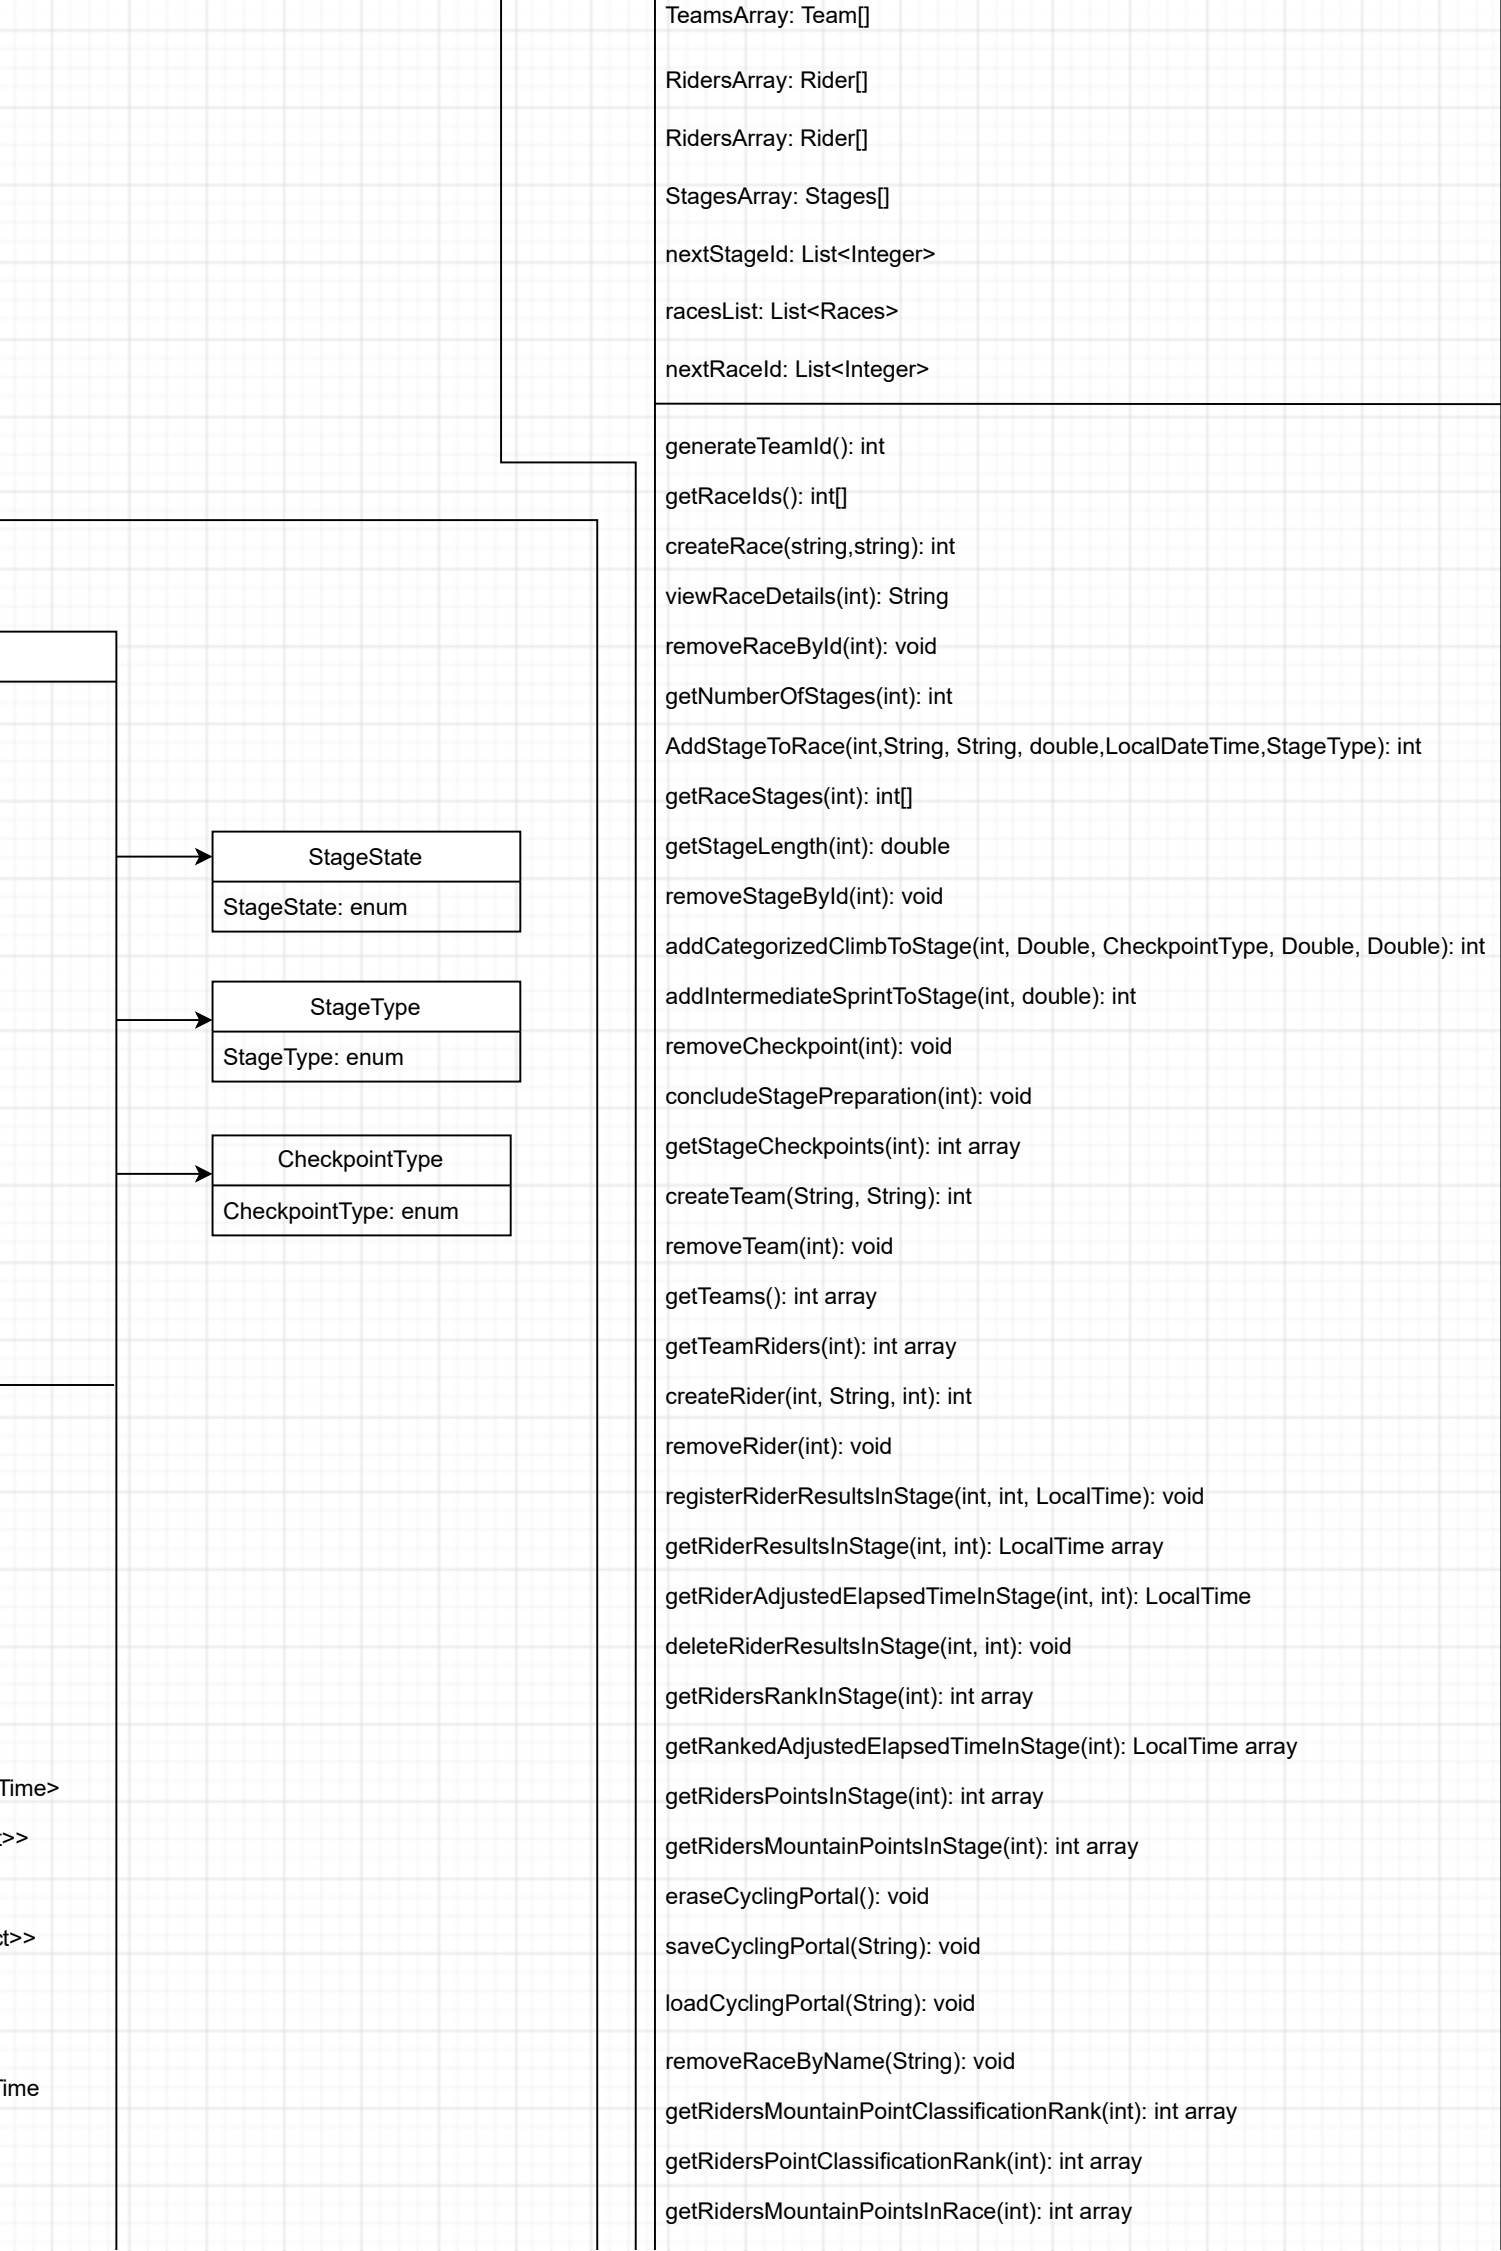 TeamsArray: Team[]
RidersArray: Rider[]
RidersArray: Rider[]
StagesArray: Stages[]
nextStageId: List<Integer>
racesList: List<Races>
nextRaceId: List<Integer>
generateTeamId(): int
getRaceIds(): int[]
createRace(string,string): int
viewRaceDetails(int): String
removeRaceById(int): void
getNumberOfStages(int): int
AddStageToRace(int,String, String, double,LocalDateTime,StageType): int
getRaceStages(int): int[]
getStageLength(int): double
removeStageById(int): void
addCategorizedClimbToStage(int, Double, CheckpointType, Double, Double): int
addIntermediateSprintToStage(int, double): int
removeCheckpoint(int): void
concludeStagePreparation(int): void
getStageCheckpoints(int): int array
createTeam(String, String): int
removeTeam(int): void
getTeams(): int array
getTeamRiders(int): int array
createRider(int, String, int): int
removeRider(int): void
registerRiderResultsInStage(int, int, LocalTime): void
getRiderResultsInStage(int, int): LocalTime array
getRiderAdjustedElapsedTimeInStage(int, int): LocalTime
deleteRiderResultsInStage(int, int): void
getRidersRankInStage(int): int array
getRankedAdjustedElapsedTimeInStage(int): LocalTime array
getRidersPointsInStage(int): int array
getRidersMountainPointsInStage(int): int array
eraseCyclingPortal(): void
saveCyclingPortal(String): void
loadCyclingPortal(String): void
removeRaceByName(String): void
getRidersMountainPointClassificationRank(int): int array
getRidersPointClassificationRank(int): int array
getRidersMountainPointsInRace(int): int array
StageState
StageState: enum
StageType
StageType: enum
CheckpointType
CheckpointType: enum
Time>
t>>
ct>>
Time